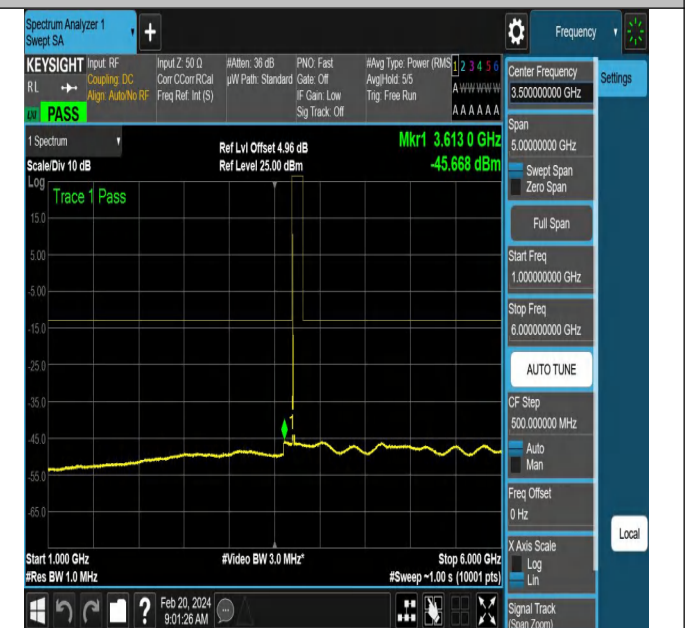 Spectrum Analyzer 1
Swept SA
Frequency
KEYSIGHT
RL
LXI PASS
Input: RF
Coupling: DC
Align: Auto/No RF
Input Z: 50 Ω
Corr CCorr RCal
Freq Ref: Int (S)
#Atten: 36 dB
µW Path: Standard
PNO: Fast
Gate: Off
IF Gain: Low
Sig Track: Off
#Avg Type: Power (RMS
Avg|Hold: 5/5
Trig: Free Run
1 2 3 4 5 6
A W W W W W
A A A A A A
1 Spectrum
Scale/Div 10 dB
Ref Lvl Offset 4.96 dB
Ref Level 25.00 dBm
Mkr1 3.613 0 GHz
-45.668 dBm
Log
Trace 1 Pass
15.0
5.00
-5.00
-15.0
-25.0
-35.0
1
-45.0
-55.0
-65.0
Start 1.000 GHz
#Video BW 3.0 MHz*
Stop 6.000 GHz
#Res BW 1.0 MHz
#Sweep ~1.00 s (10001 pts)
Feb 20, 2024
9:01:26 AM
Center Frequency
3.500000000 GHz
Settings
Span
5.00000000 GHz
Swept Span
Zero Span
Full Span
Start Freq
1.000000000 GHz
Stop Freq
6.000000000 GHz
AUTO TUNE
CF Step
500.000000 MHz
Auto
Man
Freq Offset
0 Hz
Local
X Axis Scale
Log
Lin
Signal Track
(Span Zoom)